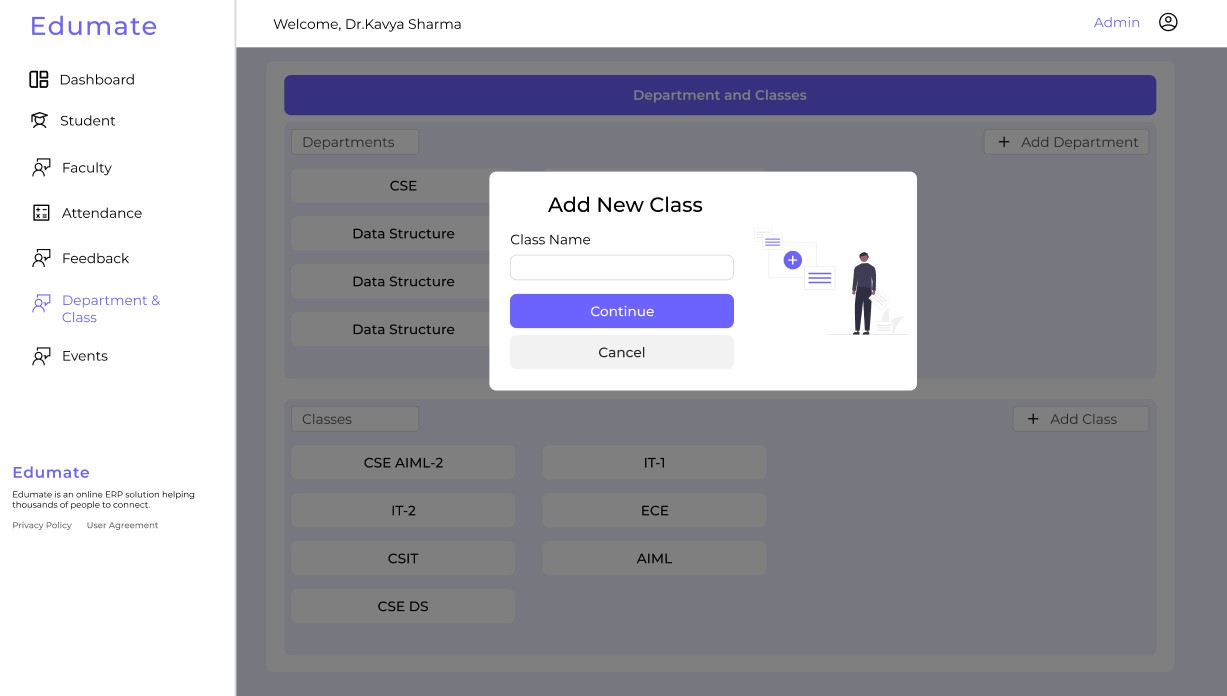 Edumate
Welcome, Dr.Kavya Sharma
Admin
Dashboard
Student
Faculty
Attendance
Feedback
Department &
Class
Events
Edumate
Edumate is an online ERP solution helping
thousands of people to connect.
Privacy Policy User Agreement
Department and Classes
Departments
+ Add Department
CSE
Data Structure
Data Structure
Data Structure
Add New Class
Class Name
Continue
Cancel
Classes
+ Add Class
CSE AIML-2
IT-1
IT-2
ECE
CSIT
AIML
CSE DS